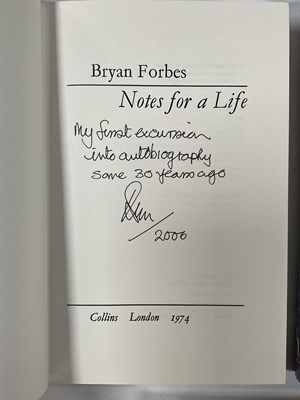 Bryan Forbes
Notes for a Life
My first excursion
into autobiography
some 30 years ago
2000
Collins London 1974